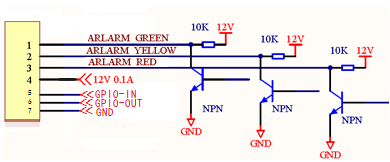 10K 12V
10K 12V
10K 12V
1 ARLARM GREEN
2 ARLARM YELLOW
3 ARLARM RED
4 12V 0.1A
5 GPIO-IN
6 GPIO-OUT
7 GND
NPN
NPN
NPN
GND
GND
GND